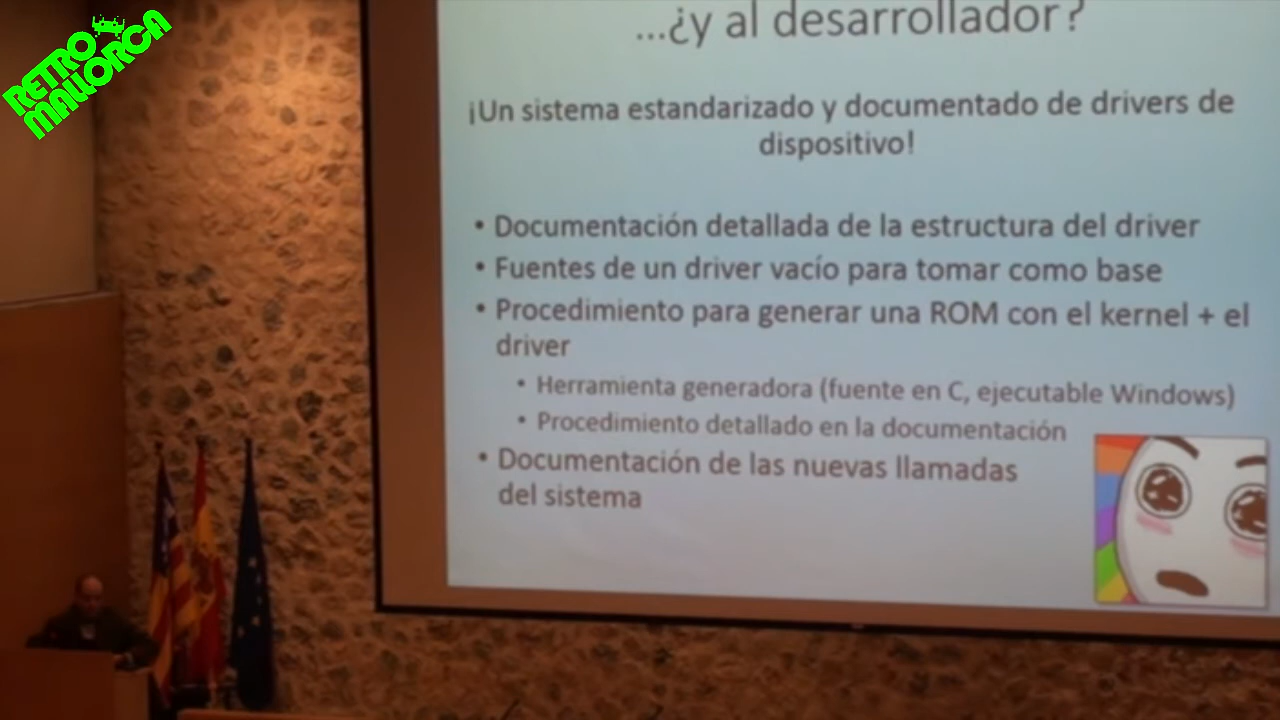 RETRO
MALLORCA
...¿y al desarrollador?
¡Un sistema estandarizado y documentado de drivers de
dispositivo!
• Documentación detallada de la estructura del driver
• Fuentes de un driver vacío para tomar como base
• Procedimiento para generar una ROM con el kernel + el
driver
• Herramienta generadora (fuente en C, ejecutable Windows)
• Procedimiento detallado en la documentación
• Documentación de las nuevas llamadas
del sistema